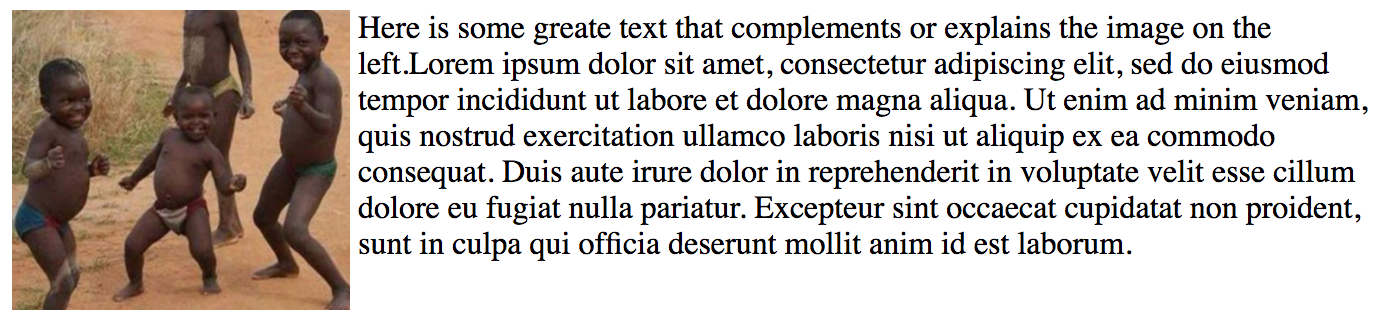 Here is some greate text that complements or explains the image on the
left.Lorem ipsum dolor sit amet, consectetur adipiscing elit, sed do eiusmod
tempor incididunt ut labore et dolore magna aliqua. Ut enim ad minim veniam,
quis nostrud exercitation ullamco laboris nisi ut aliquip ex ea commodo
consequat. Duis aute irure dolor in reprehenderit in voluptate velit esse cillum
dolore eu fugiat nulla pariatur. Excepteur sint occaecat cupidatat non proident,
sunt in culpa qui officia deserunt mollit anim id est laborum.